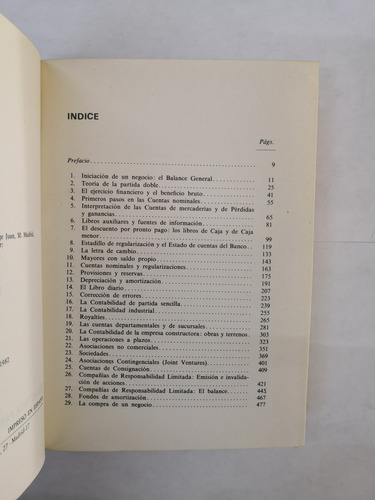 INDICE
Págs.
Prefacio 9
1. Iniciación de un negocio: el Balance General 11
2. Teoría de la partida doble 25
3. El ejercicio financiero y el beneficio bruto 41
4. Primeros pasos en las Cuentas nominales 55
5. Interpretación de las Cuentas de mercaderías y de Pérdidas
y ganancias 65
6. Libros auxiliares y fuentes de información 81
7. El descuento por pronto pago: los libros de Caja y de Caja
menor 99
8. Estadillo de regularización y el Estado de cuentas del Banco 119
9. La letra de cambio 133
10. Mayores con saldo propio 143
11. Cuentas nominales y regularizaciones 163
12. Provisiones y reservas 177
13. Depreciación y amortización 191
14. El Libro diario 207
15. Corrección de errores 223
16. La Contabilidad de partida sencilla 239
17. La Contabilidad industrial 255
18. Royalties 265
19. Las cuentas departamentales y de sucursales 281
20. La Contabilidad de la empresa constructora: obras y terrenos 303
21. Las operaciones a plazos 323
22. Asociaciones no comerciales 351
23. Sociedades 369
24. Asociaciones Contingenciales (Joint Ventures) 401
25. Cuentas de Consignación 409
26. Compañías de Responsabilidad Limitada: Emisión e invalida-
ción de acciones 421
27. Compañías de Responsabilidad Limitada: El balance 445
28. Fondos de amortización 467
29. La compra de un negocio 477
Juan, M. Madrid.
1982
IMPRESO EN
27 - Madrid-17